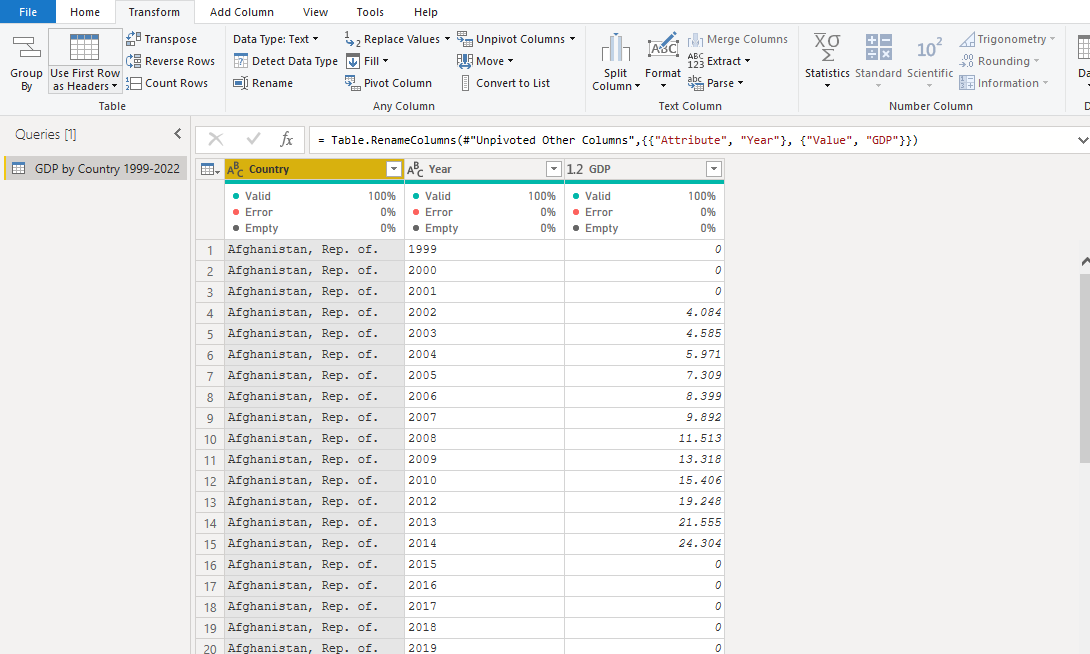 File Home Transform Add Column View Tools Help
Group By
Use First Row as Headers
Transpose
Reverse Rows
Count Rows
Table
Data Type: Text
Detect Data Type
Rename
Replace Values
Fill
Pivot Column
Unpivot Columns
Move
Convert to List
Any Column
Split Column
Format
ABC
Merge Columns
ABC 123 Extract
abc Parse
Text Column
XΣσ Statistics
Standard
10² Scientific
Trigonometry
.00 Rounding
Information
Number Column
Da
D
Queries [1]
fx = Table.RenameColumns(#"Unpivoted Other Columns",{{"Attribute", "Year"}, {"Value", "GDP"}})
GDP by Country 1999-2022
ABC Country ABC Year 1.2 GDP
Valid 100% Valid 100% Valid 100%
Error 0% Error 0% Error 0%
Empty 0% Empty 0% Empty 0%
1 Afghanistan, Rep. of. 1999 0
2 Afghanistan, Rep. of. 2000 0
3 Afghanistan, Rep. of. 2001 0
4 Afghanistan, Rep. of. 2002 4.084
5 Afghanistan, Rep. of. 2003 4.585
6 Afghanistan, Rep. of. 2004 5.971
7 Afghanistan, Rep. of. 2005 7.309
8 Afghanistan, Rep. of. 2006 8.399
9 Afghanistan, Rep. of. 2007 9.892
10 Afghanistan, Rep. of. 2008 11.513
11 Afghanistan, Rep. of. 2009 13.318
12 Afghanistan, Rep. of. 2010 15.406
13 Afghanistan, Rep. of. 2012 19.248
14 Afghanistan, Rep. of. 2013 21.555
15 Afghanistan, Rep. of. 2014 24.304
16 Afghanistan, Rep. of. 2015 0
17 Afghanistan, Rep. of. 2016 0
18 Afghanistan, Rep. of. 2017 0
19 Afghanistan, Rep. of. 2018 0
20 Afghanistan, Rep. of. 2019 0